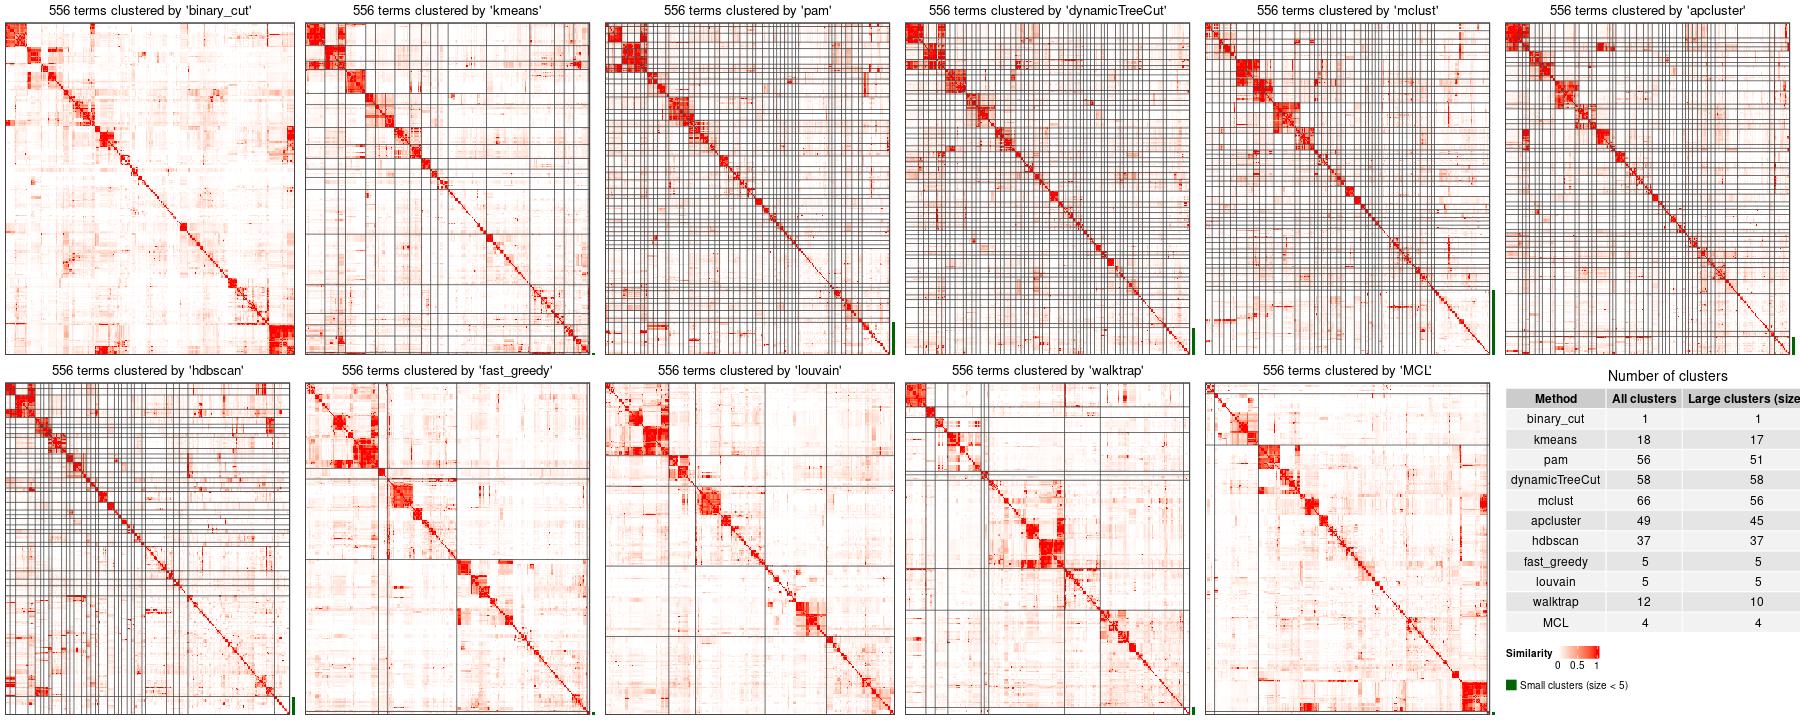 556 terms clustered by 'binary_cut'
556 terms clustered by 'kmeans'
556 terms clustered by 'pam'
556 terms clustered by 'dynamicTreeCut'
556 terms clustered by 'mclust'
556 terms clustered by 'apcluster'
556 terms clustered by 'hdbscan'
556 terms clustered by 'fast_greedy'
556 terms clustered by 'louvain'
556 terms clustered by 'walktrap'
556 terms clustered by 'MCL'
Number of clusters
Method All clusters Large clusters (size
binary_cut 1 1
kmeans 18 17
pam 56 51
dynamicTreeCut 58 58
mclust 66 56
apcluster 49 45
hdbscan 37 37
fast_greedy 5 5
louvain 5 5
walktrap 12 10
MCL 4 4
Similarity
0 0.5 1
Small clusters (size < 5)